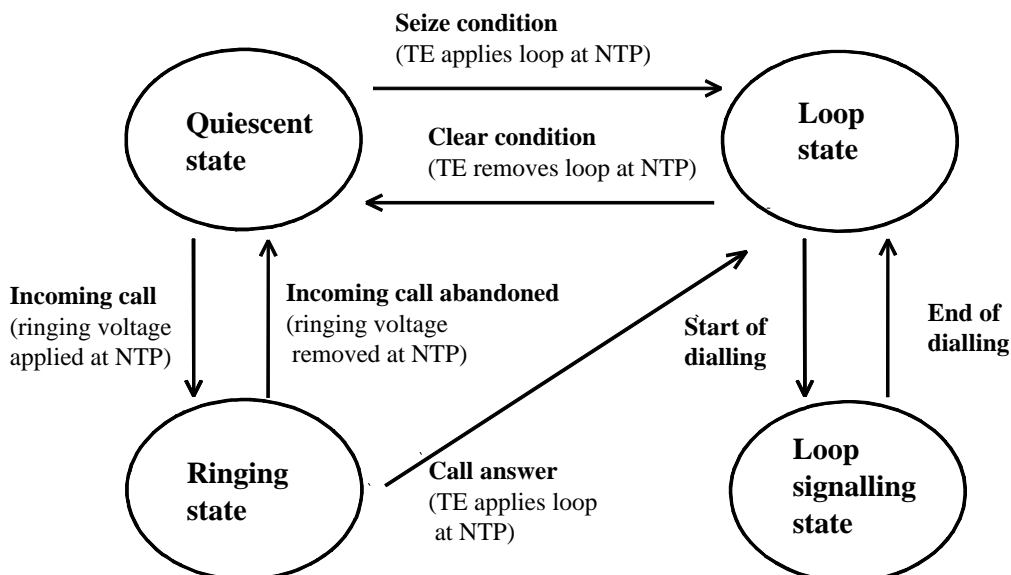 Seize condition
(TE applies loop at NTP)
Quiescent
state
Loop
state
Clear condition
(TE removes loop at NTP)
Incoming call
(ringing voltage
applied at NTP)
Incoming call abandoned
(ringing voltage
removed at NTP)
Start of
dialling
End of
dialling
Ringing
state
Call answer
(TE applies loop
at NTP)
Loop
signalling
state